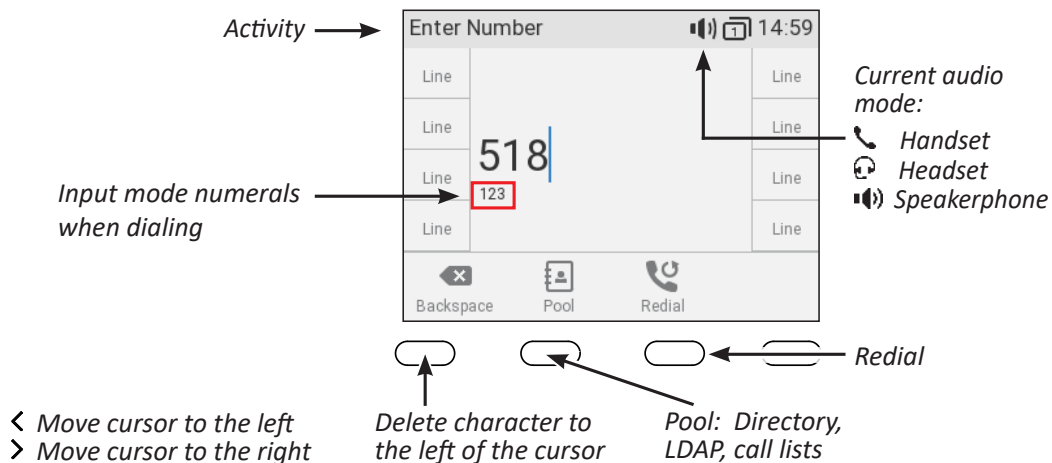 Activity
Enter Number
1
14:59
Line
Line
Current audio
mode:
Line
Line
Handset
518
Headset
Line
Line
Input mode numerals
123
Speakerphone
when dialing
Line
Line
Backspace
Pool
Redial
Redial
< Move cursor to the left
> Move cursor to the right
Delete character to
the left of the cursor
Pool: Directory,
LDAP, call lists